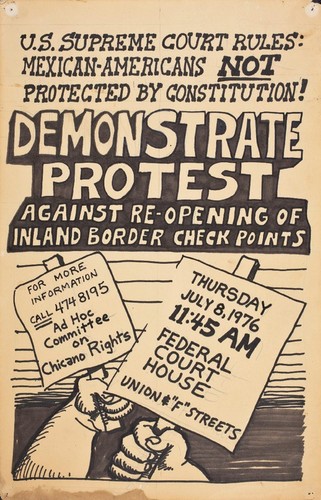 U.S. SUPREME COURT RULES:
MEXICAN-AMERICANS NOT
PROTECTED BY CONSTITUTION!
DEMONSTRATE
PROTEST
AGAINST RE-OPENING OF
INLAND BORDER CHECK POINTS
FOR MORE
INFORMATION
CALL 474 8195
Ad Hoc
Committee
on
Chicano Rights
THURSDAY
JULY 8, 1976
11:45 AM
FEDERAL
COURT
HOUSE
UNION & "F" STREETS